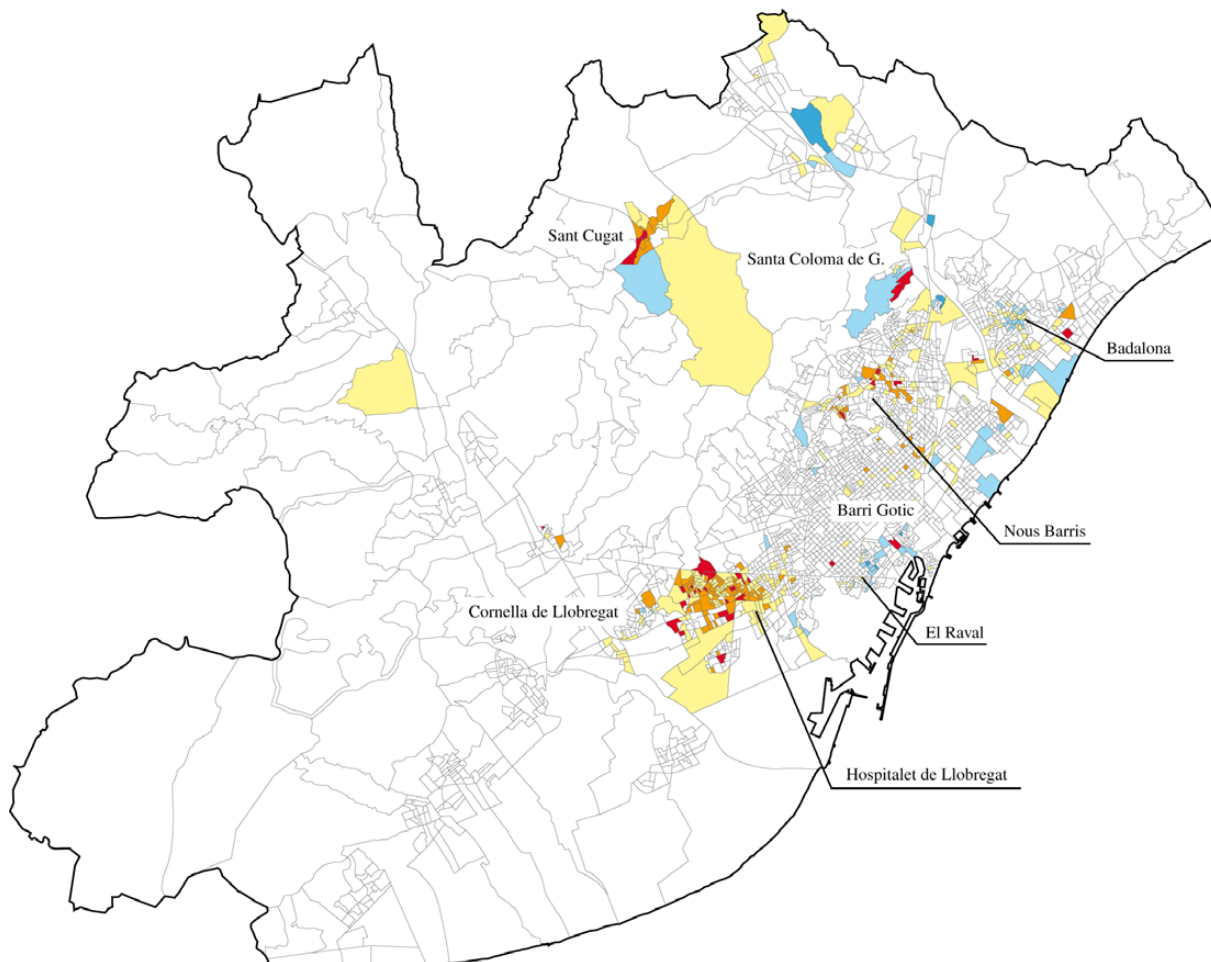 Sant Cugat
Santa Coloma de G.
Badalona
Barri Gotic
Nous Barris
Cornella de Llobregat
El Raval
Hospitalet de Llobregat